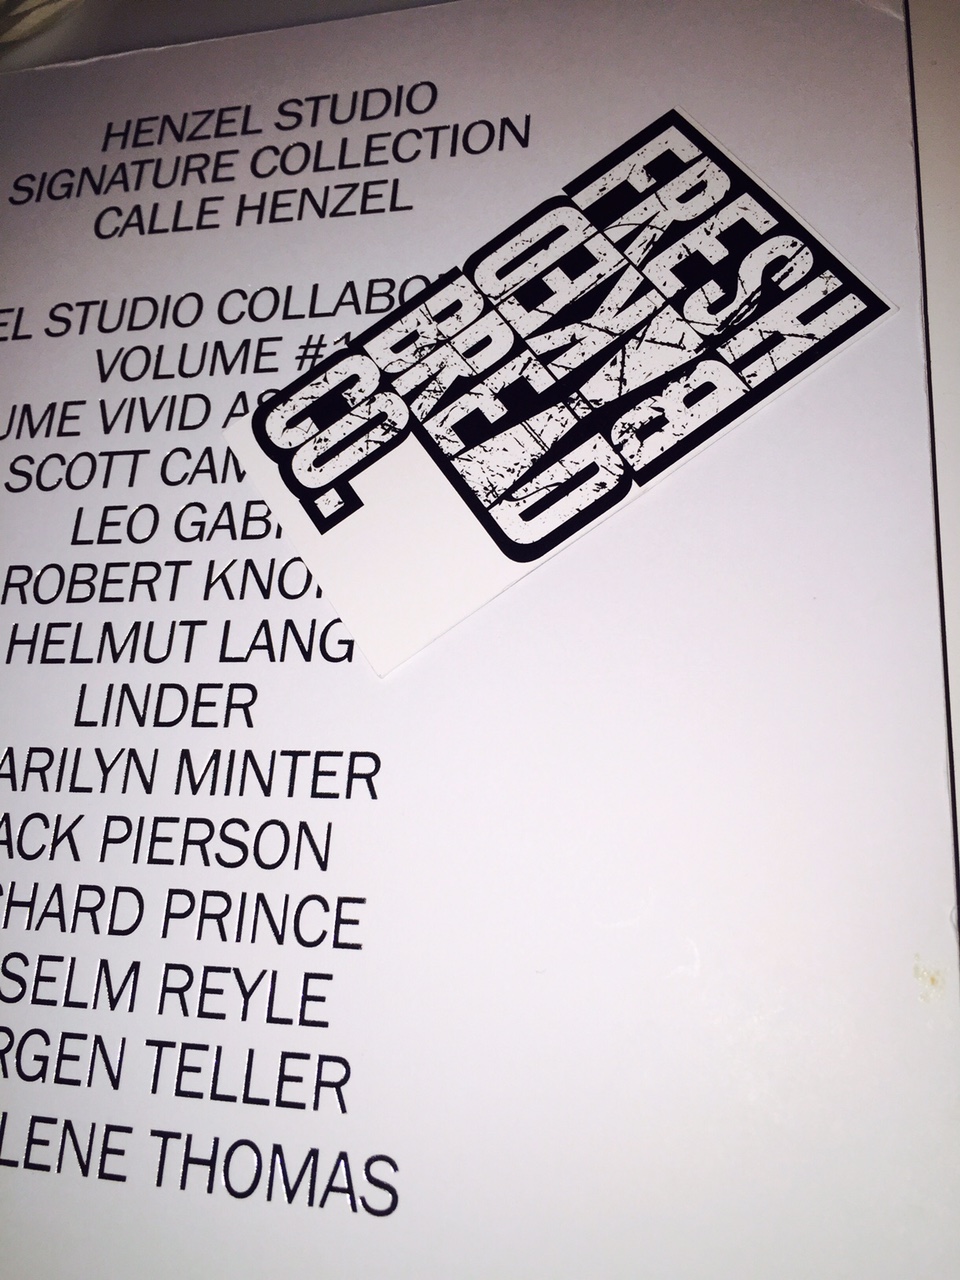 HENZEL STUDIO
SIGNATURE COLLECTION
CALLE HENZEL
EL STUDIO COLLABO
VOLUME #1
UME VIVID AS
SCOTT CAM
LEO GAB
ROBERT KNO
HELMUT LANG
LINDER
ARILYN MINTER
ACK PIERSON
CHARD PRINCE
SELM REYLE
RGEN TELLER
LENE THOMAS
FRESH
BREAD
CO.